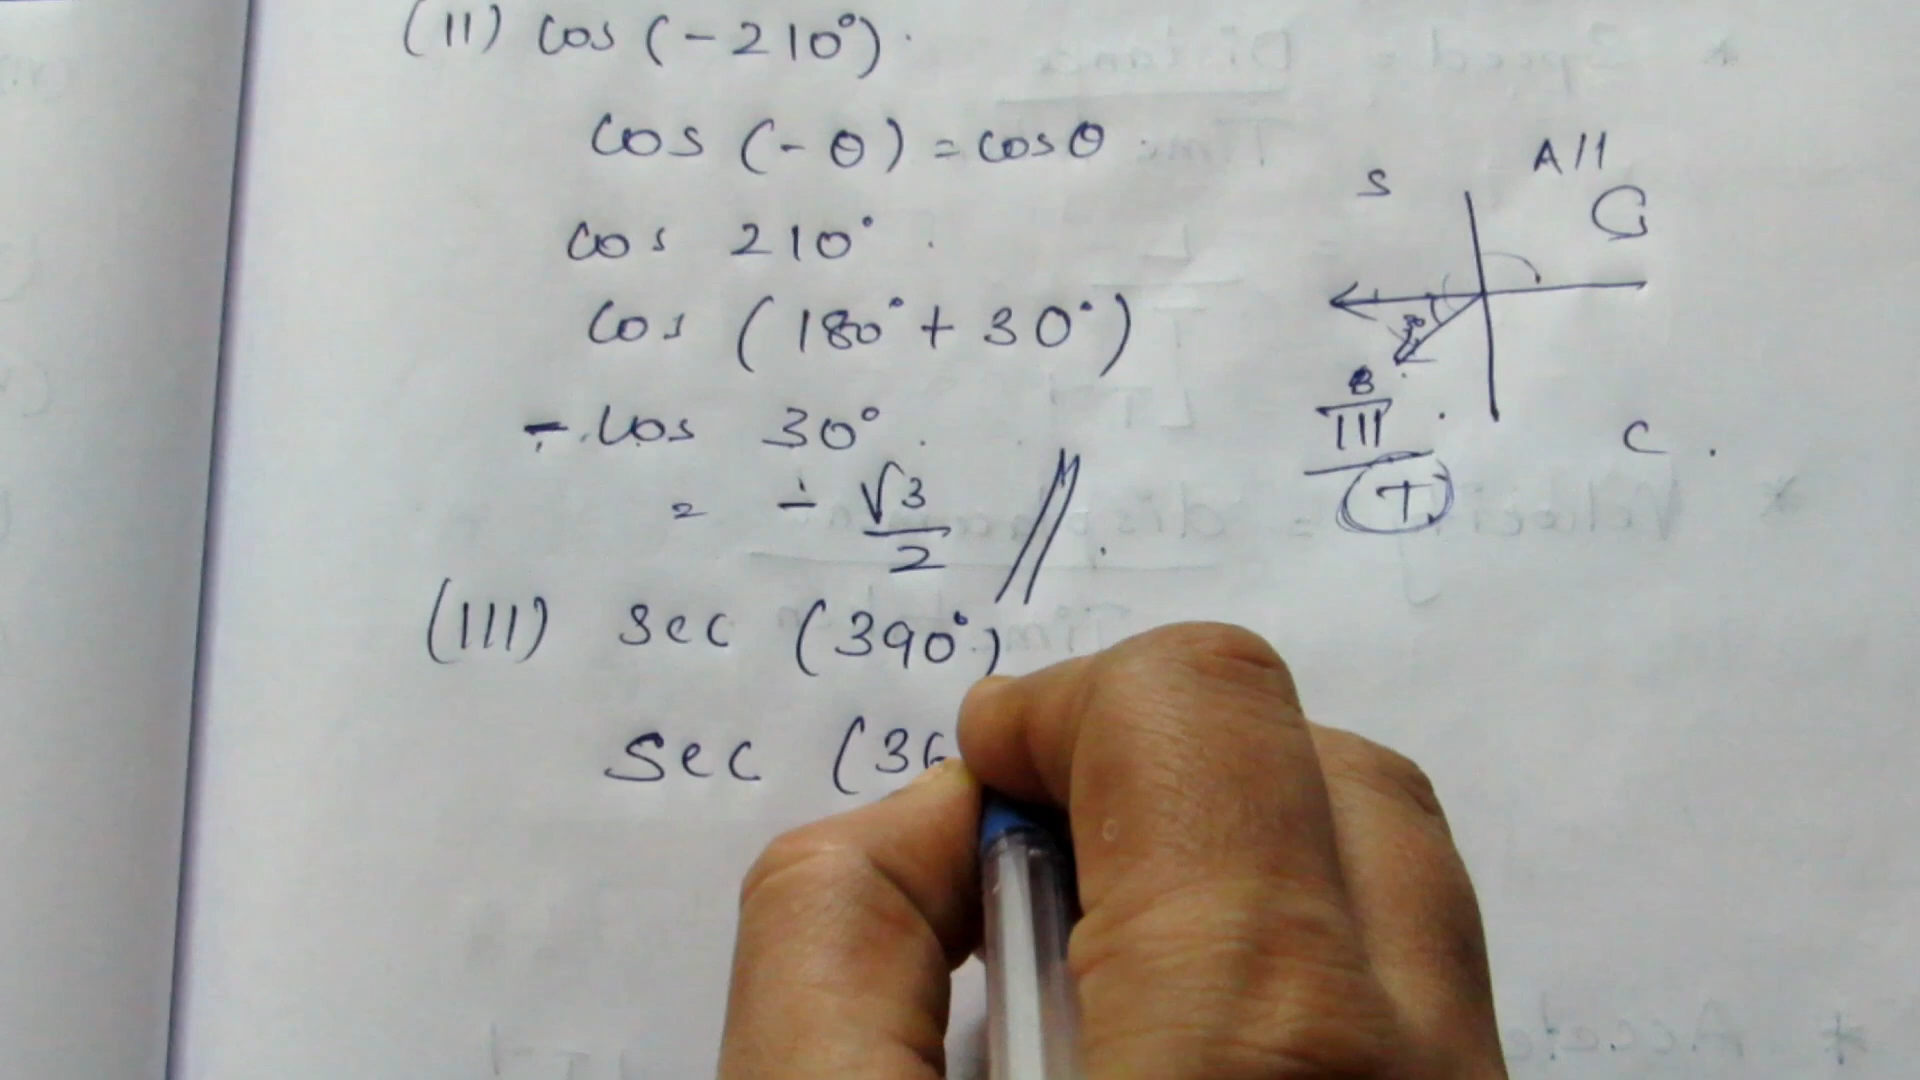 (II) cos (-210°).
cos (-θ) = cosθ
cos 210°.
cos (180° + 30°)
- cos 30°.
= - √3/2
(III) sec (390°)
sec (36
S
All
III
T
C.